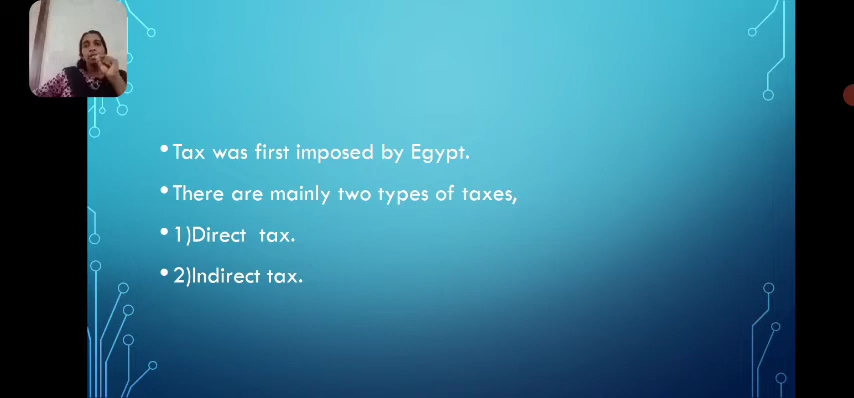 • Tax was first imposed by Egypt.
• There are mainly two types of taxes,
• 1)Direct  tax.
• 2)Indirect tax.